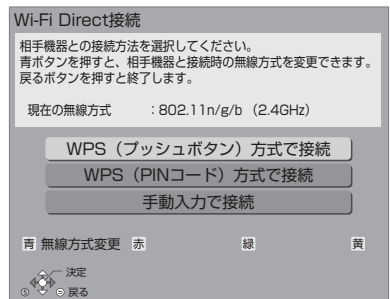 Wi-Fi Direct接続
相手機器との接続方法を選択してください。
青ボタンを押すと、相手機器と接続時の無線方式を変更できます。
戻るボタンを押すと終了します。
現在の無線方式　：802.11n/g/b（2.4GHz）
WPS（プッシュボタン）方式で接続
WPS（PINコード）方式で接続
手動入力で接続
青 無線方式変更 赤 緑 黄
決定
S 戻る